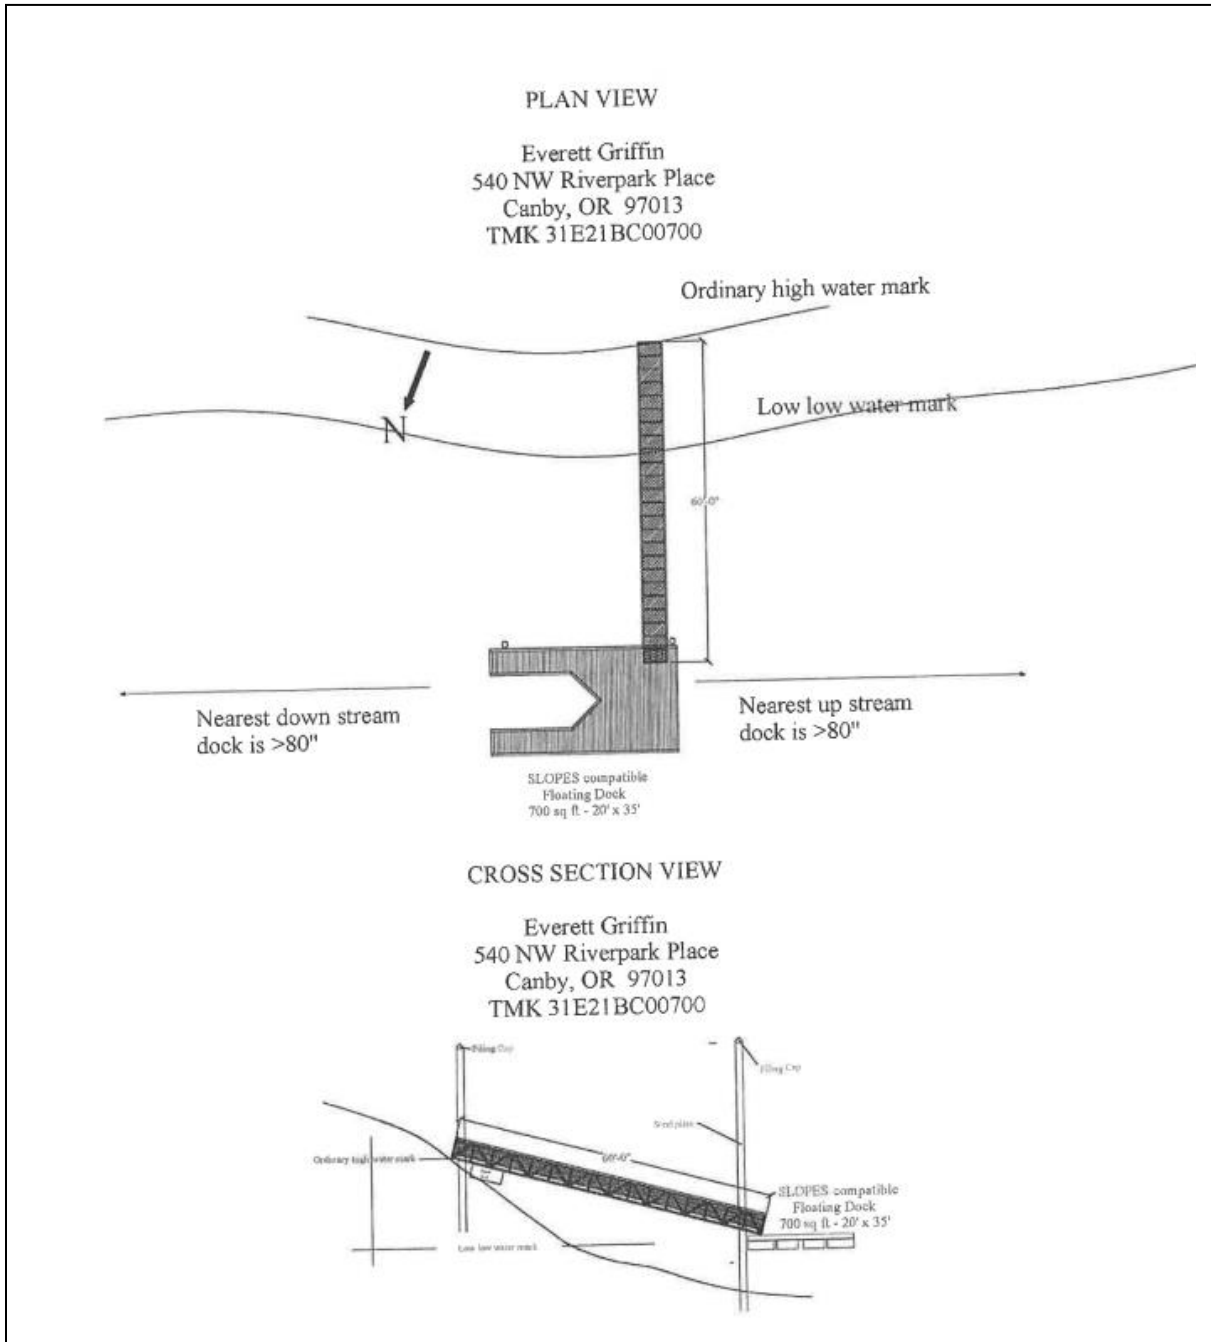 PLAN VIEW
Everett Griffin
540 NW Riverpark Place
Canby, OR 97013
TMK 31E21BC00700
Ordinary high water mark
Low low water mark
N
60'-0"
Nearest down stream
dock is >80"
Nearest up stream
dock is >80"
SLOPES compatible
Floating Dock
700 sq ft - 20' x 35'
CROSS SECTION VIEW
Everett Griffin
540 NW Riverpark Place
Canby, OR 97013
TMK 31E21BC00700
Piling Cap
Piling Cap
Steel piles
60'-0"
Ordinary high water mark
SLOPES compatible
Floating Dock
700 sq ft - 20' x 35'
Low low water mark